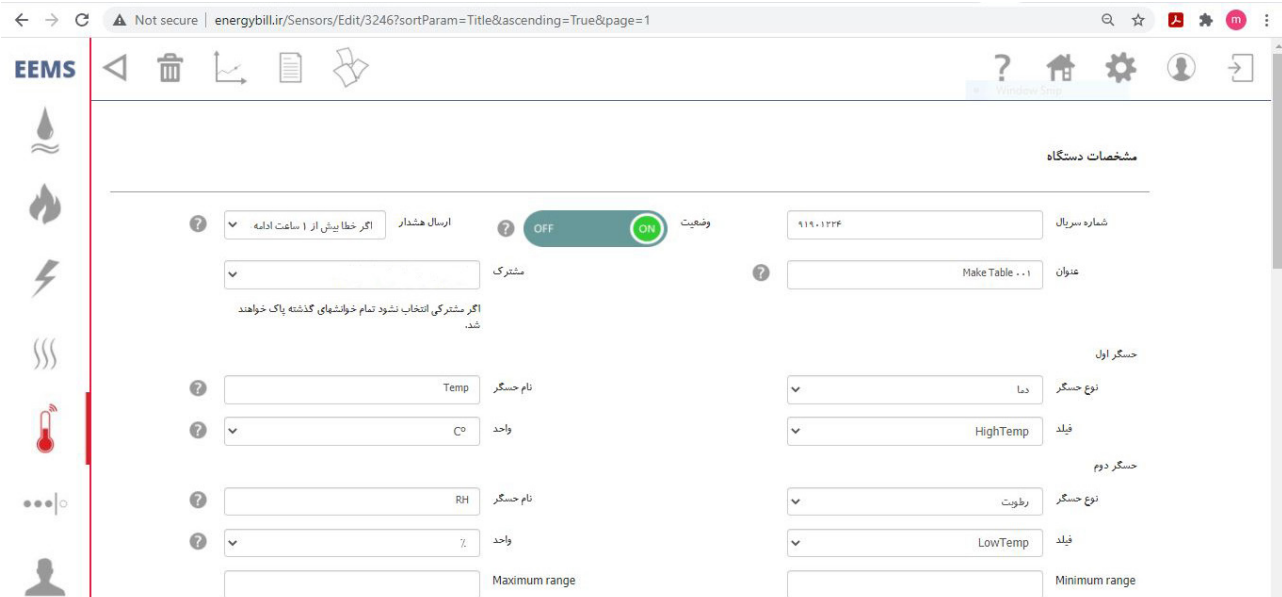 Not secure | energybill.ir/Sensors/Edit/3246?sortParam=Title&ascending=True&page=1
m
EEMS
Window Snip
مشخصات دستگاه
شماره سریال ۹۱۹۰۱۲۲۴ وضعیت ON OFF ارسال هشدار اگر خطا بیش از ۱ ساعت ادامه
عنوان Make Table ۰۰۱ مشترک
اگر مشترکی انتخاب نشود تمام خوانشهای گذشته پاک خواهند
شد.
حسگر اول
نوع حسگر دما نام حسگر Temp
فیلد HighTemp واحد Cº
حسگر دوم
نوع حسگر رطوبت نام حسگر RH
فیلد LowTemp واحد ٪
Minimum range Maximum range